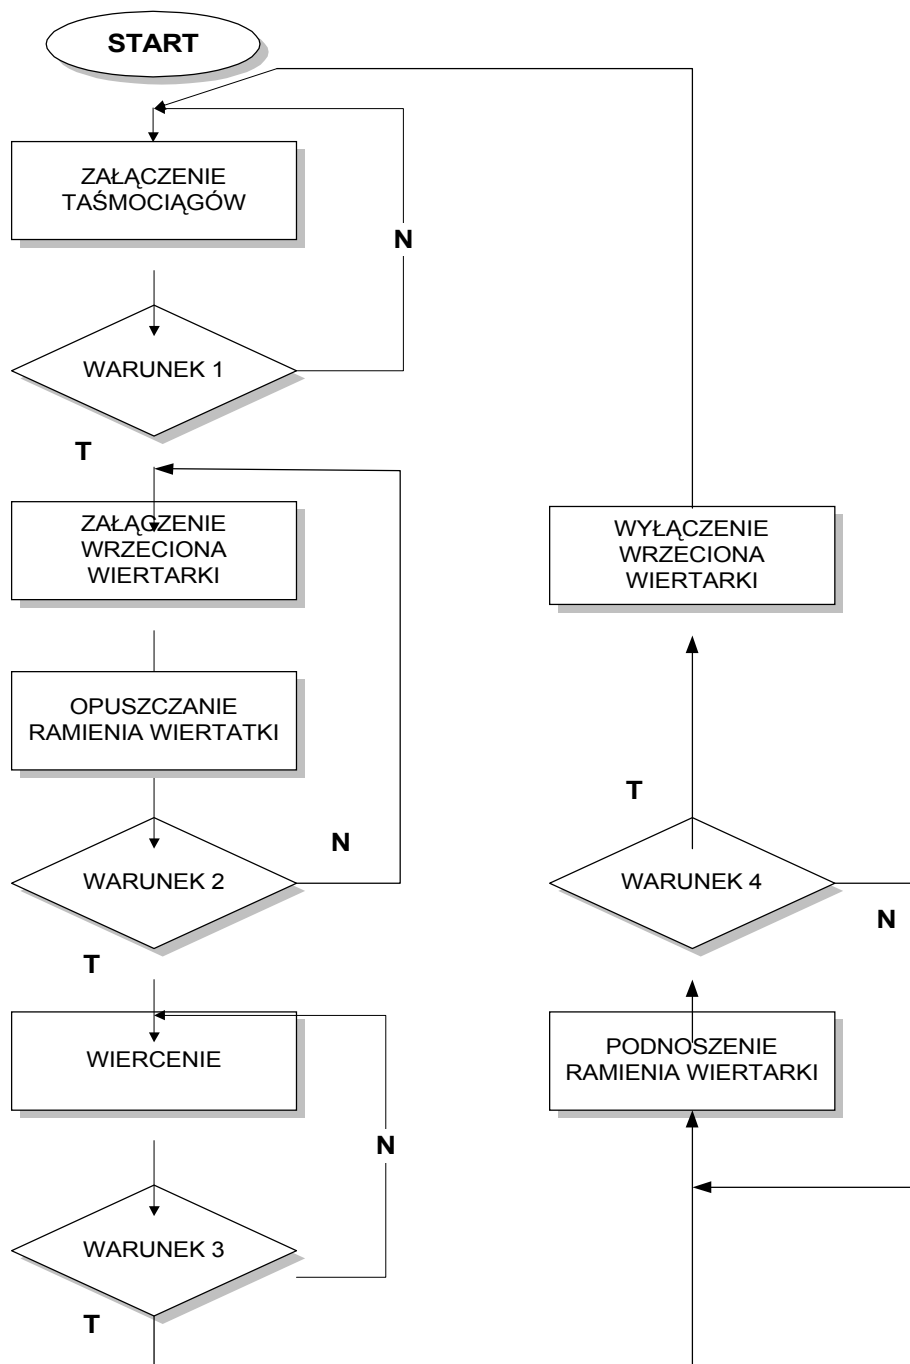 START
ZAŁĄCZENIE
TAŚMOCIĄGÓW
N
WARUNEK 1
T
ZAŁĄCZENIE
WRZECIONA
WIERTARKI
OPUSZCZANIE
RAMIENIA WIERTATKI
N
WARUNEK 2
T
WIERCENIE
N
WARUNEK 3
T
WYŁĄCZENIE
WRZECIONA
WIERTARKI
T
WARUNEK 4
N
PODNOSZENIE
RAMIENIA WIERTARKI